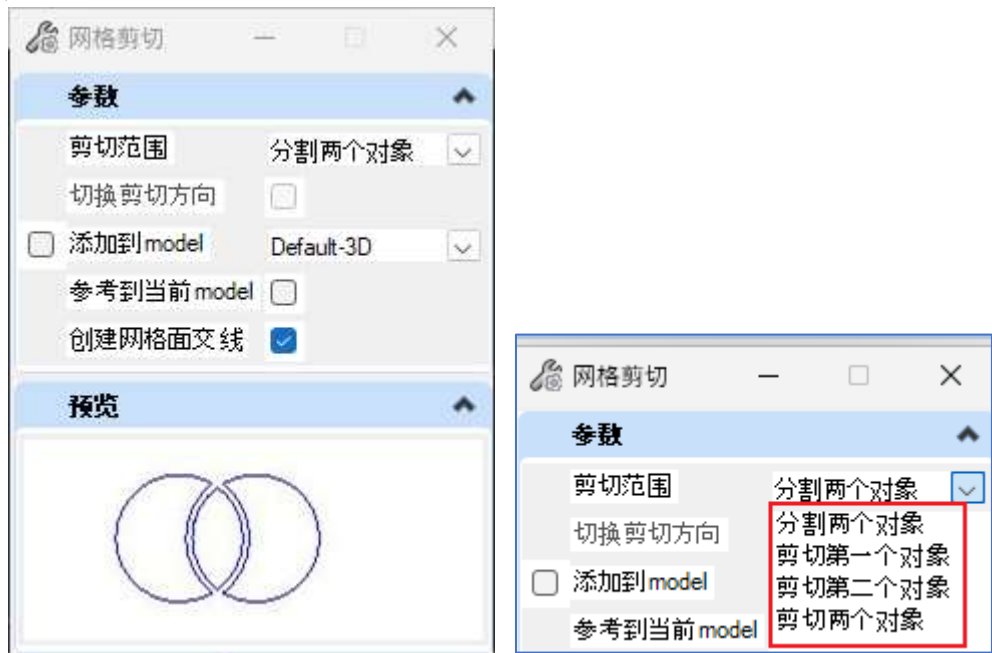 网格剪切
参数
剪切范围 分割两个对象
切换剪切方向
添加到model Default-3D
参考到当前model
创建网格面交线
预览
网格剪切
参数
剪切范围 分割两个对象
切换剪切方向
添加到model
参考到当前model
分割两个对象
剪切第一个对象
剪切第二个对象
剪切两个对象